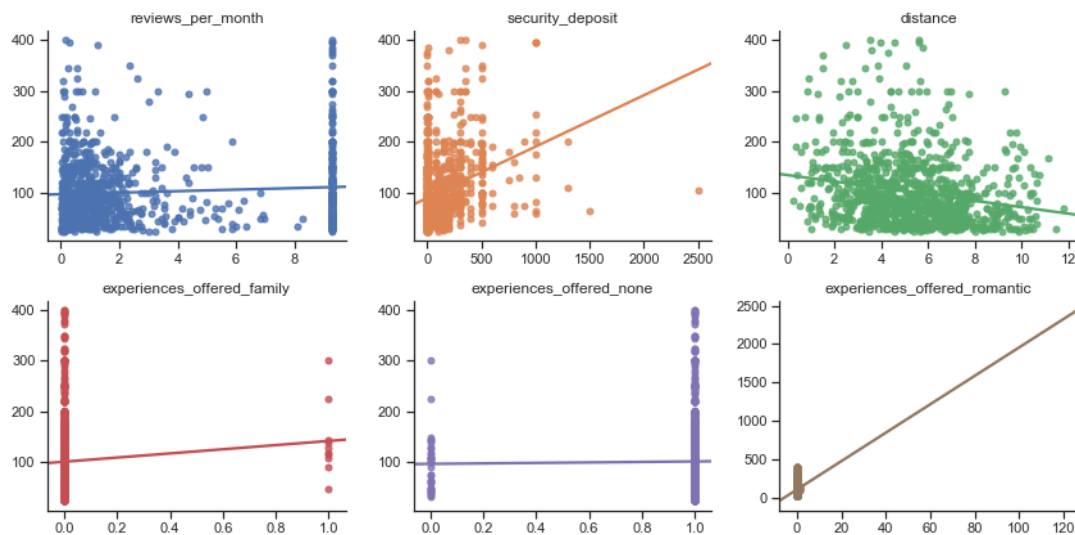 reviews_per_month
security_deposit
distance
400
300
200
100
0 2 4 6 8
400
300
200
100
0 500 1000 1500 2000 2500
400
300
200
100
0 2 4 6 8 10 12
experiences_offered_family
experiences_offered_none
experiences_offered_romantic
400
300
200
100
0.0 0.2 0.4 0.6 0.8 1.0
400
300
200
100
0.0 0.2 0.4 0.6 0.8 1.0
2500
2000
1500
1000
500
0
0 20 40 60 80 100 120